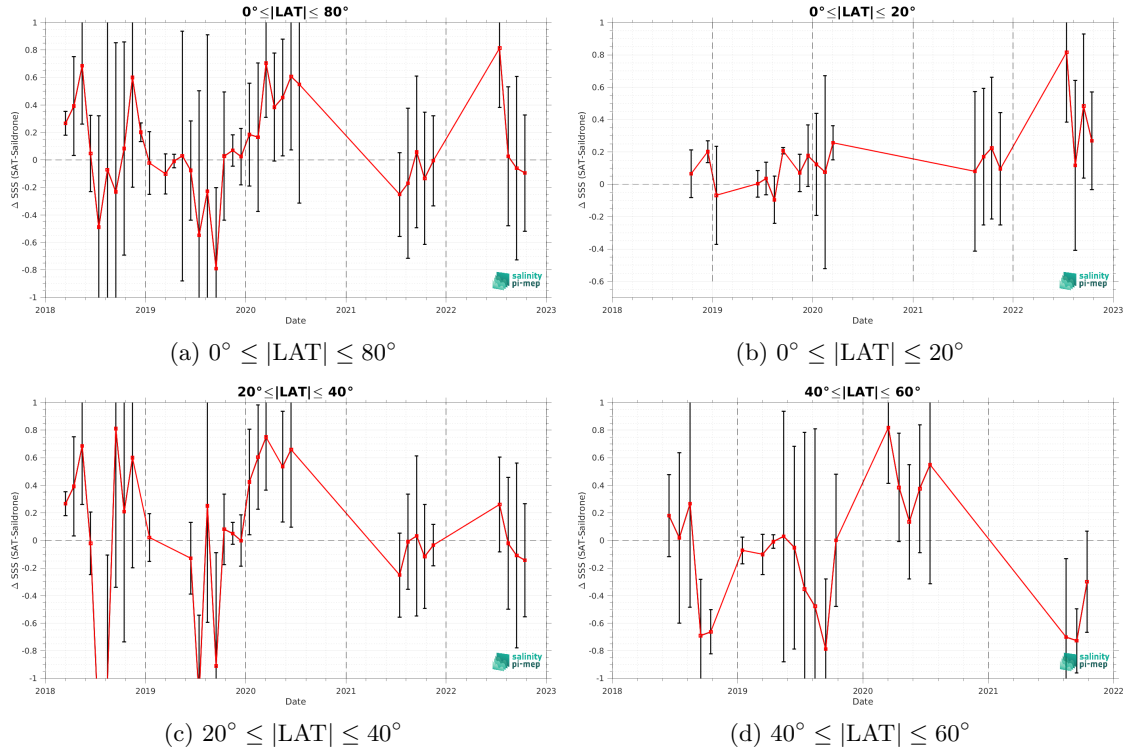 0°≤|LAT|≤ 80°
1
0.8
0.6
0.4
0.2
0
-0.2
-0.4
-0.6
-0.8
-1
Δ SSS (SAT-Saildrone)
2018
2019
2020
2021
2022
2023
Date
salinity
pi-mep
(a) 0° ≤ |LAT| ≤ 80°
0°≤|LAT|≤ 20°
1
0.8
0.6
0.4
0.2
0
-0.2
-0.4
-0.6
Δ SSS (SAT-Saildrone)
2018
2019
2020
2021
2022
2023
Date
salinity
pi-mep
(b) 0° ≤ |LAT| ≤ 20°
20°≤|LAT|≤ 40°
1
0.8
0.6
0.4
0.2
0
-0.2
-0.4
-0.6
-0.8
-1
Δ SSS (SAT-Saildrone)
2018
2019
2020
2021
2022
2023
Date
salinity
pi-mep
(c) 20° ≤ |LAT| ≤ 40°
40°≤|LAT|≤ 60°
1
0.8
0.6
0.4
0.2
0
-0.2
-0.4
-0.6
-0.8
-1
Δ SSS (SAT-Saildrone)
2018
2019
2020
2021
2022
Date
salinity
pi-mep
(d) 40° ≤ |LAT| ≤ 60°